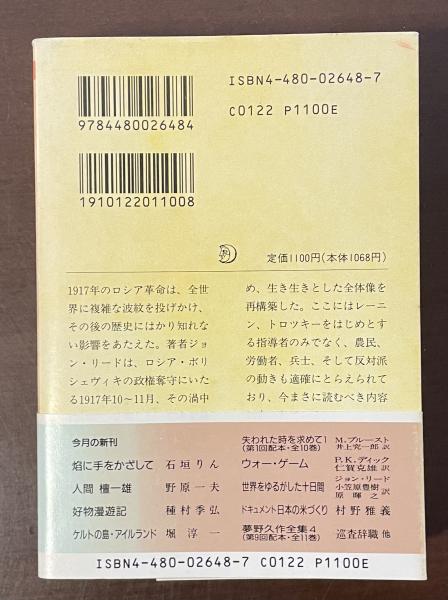 ISBN4-480-02648-7
C0122 P1100E
9784480026484
1910122011008
定価1100円(本体1068円)
1917年のロシア革命は、全世
界に複雑な波紋を投げかけ、
その後の歴史にはかり知れ
ない影響をあたえた。著者ジョ
ン・リードは、ロシア・ボリ
シェヴィキの政権奪守にいた
る1917年10〜11月、その渦中
め、生き生きとした全体像を
再構築した。ここにはレーニ
ン、トロツキーをはじめとす
る指導者のみでなく、農民、
労働者、兵士、そして反対派
の動きも適確にとらえられて
おり、今まさに読むべき内容
今月の新刊
焰に手をかざして 石垣りん
人間 檀一雄 野原一夫
好物漫遊記 種村季弘
ケルトの島・アイルランド 堀淳一
失われた時を求めて1 M.プルースト
(第1回配本・全10巻) 井上究一郎訳
ウォー・ゲーム P.K.ディック
仁賀克雄訳
世界をゆるがした十日間 ジョン・リード
小笠原豊樹
原暉之訳
ドキュメント日本の米づくり 村野雅義
夢野久作全集4 巡査辞職 他
(第9回配本・全11巻)
ISBN4-480-02648-7 C0122 P1100E